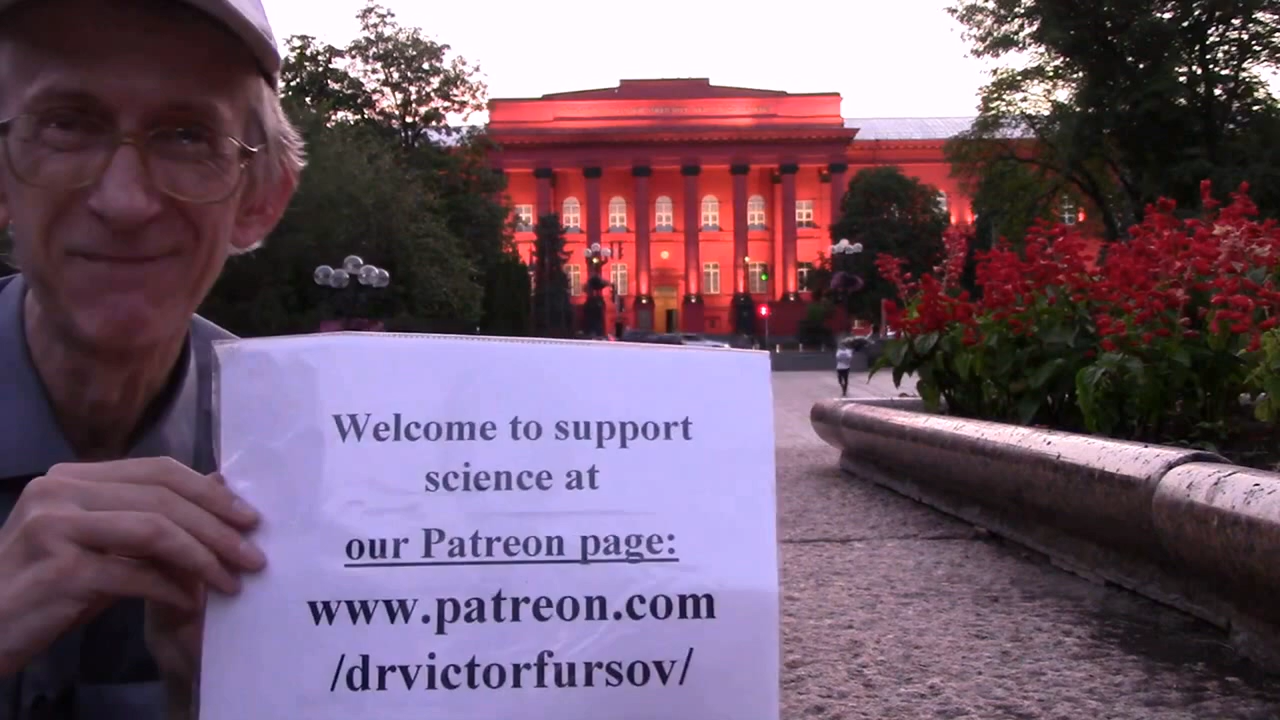 Welcome to support
science at
our Patreon page:
www.patreon.com
/drvictorfursov/